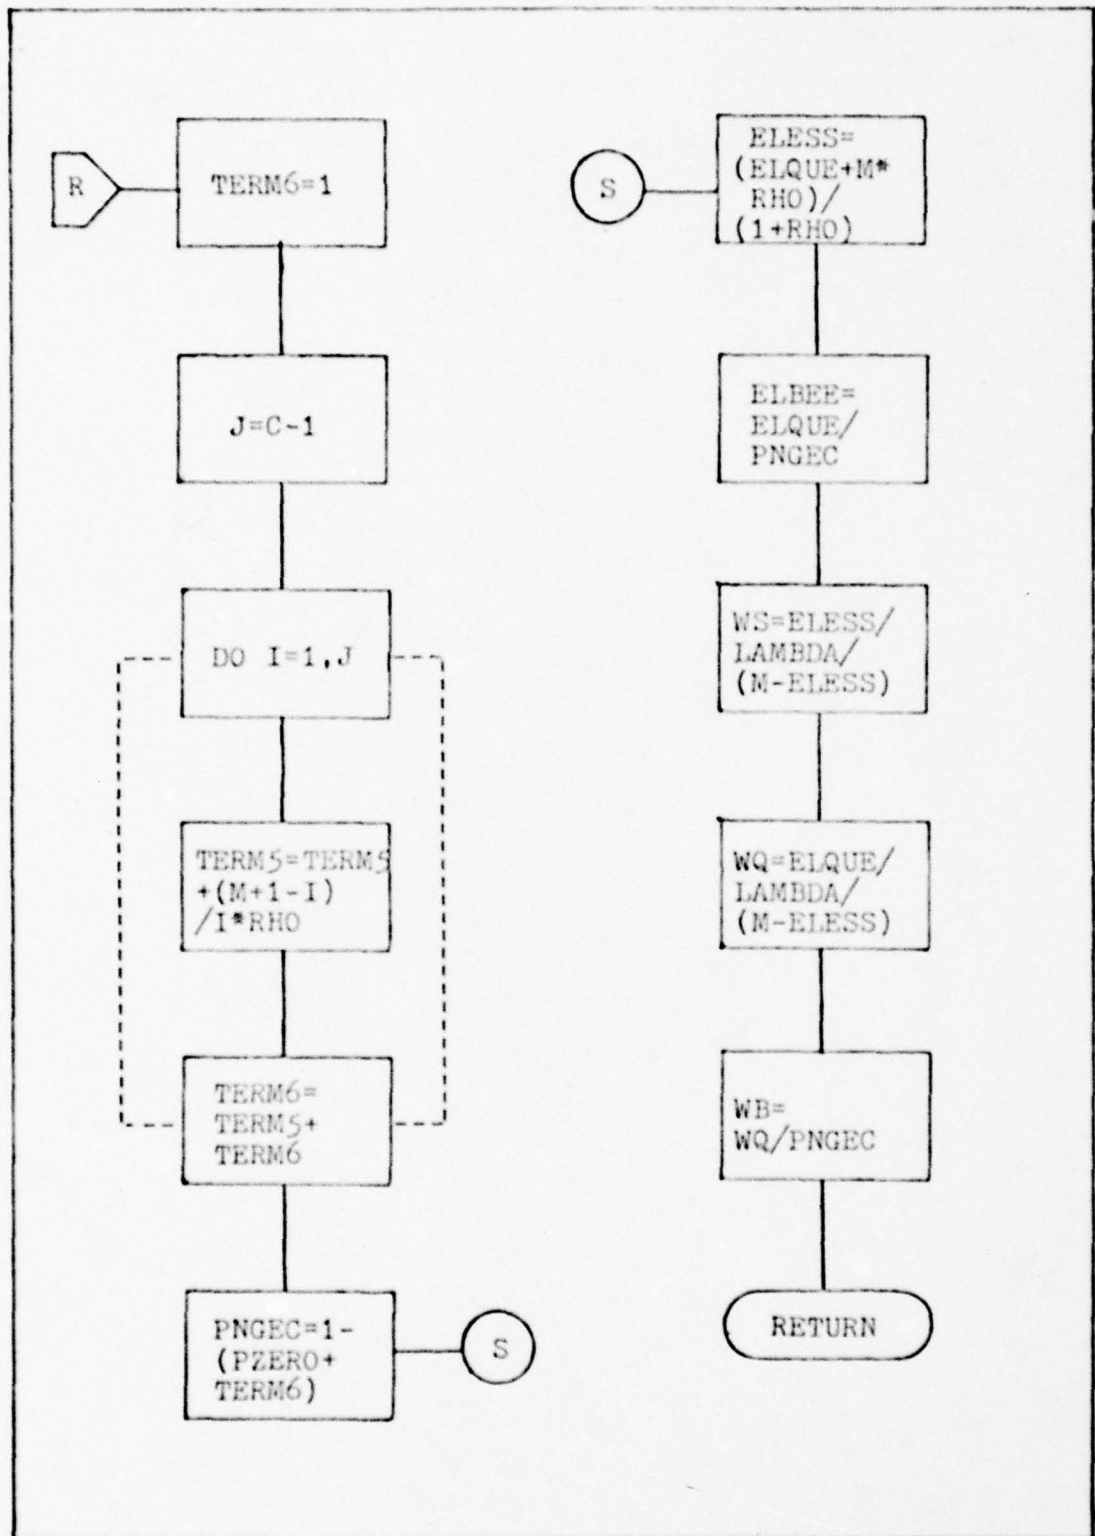 R
TERM6=1
J=C-1
DO I=1,J
TERM5=TERM5
+(M+1-I)
/I*RHO
TERM6=
TERM5+
TERM6
PNGEC=1-
(PZERO+
TERM6)
S
S
ELESS=
(ELQUE+M*
RHO)/
(1+RHO)
ELBEE=
ELQUE/
PNGEC
WS=ELESS/
LAMBDA/
(M-ELESS)
WQ=ELQUE/
LAMBDA/
(M-ELESS)
WB=
WQ/PNGEC
RETURN